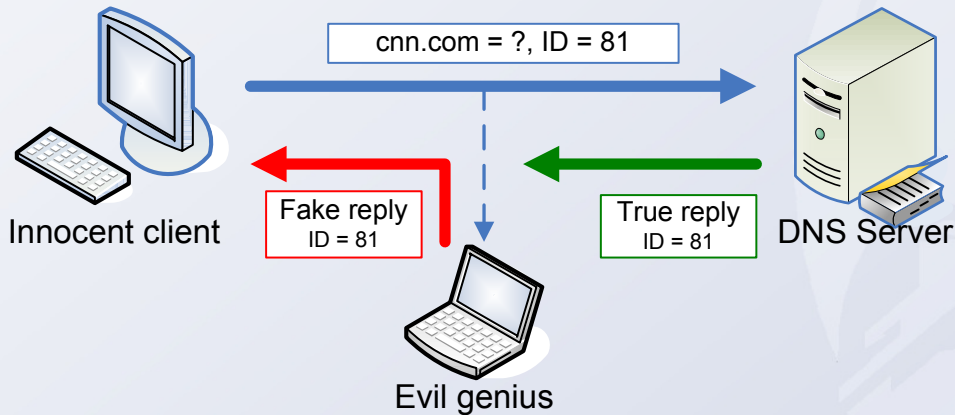 cnn.com = ?, ID = 81
Innocent client
Fake reply
ID = 81
True reply
ID = 81
DNS Server
Evil genius